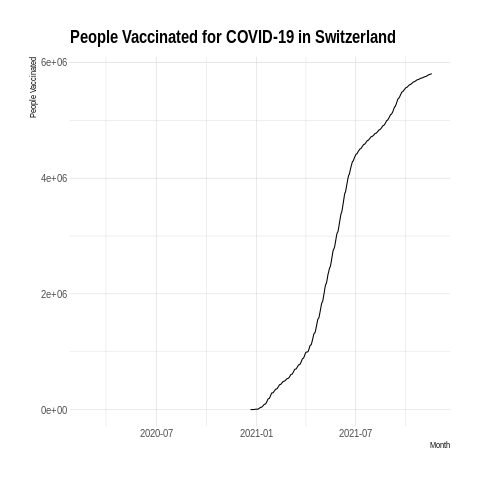 People Vaccinated for COVID-19 in Switzerland
People Vaccinated
6e+06
4e+06
2e+06
0e+00
2020-07
2021-01
2021-07
Month